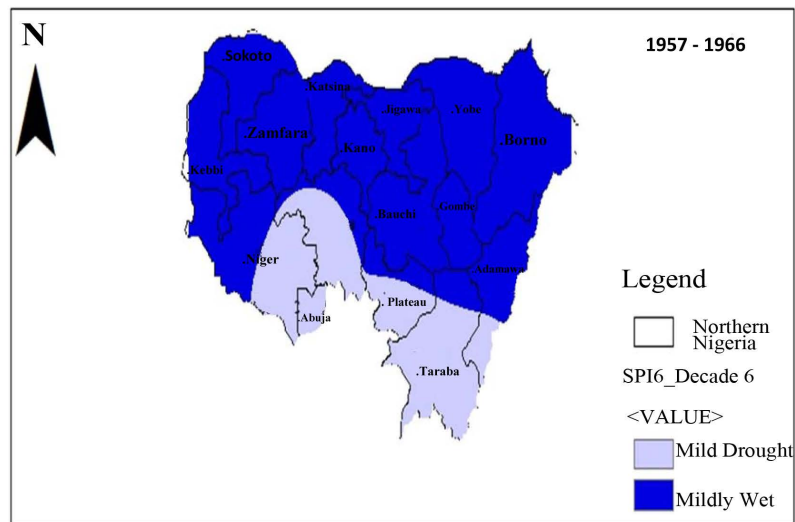 N
1957 - 1966
.Sokoto
.Katsina
.Jigawa
.Yobe
.Zamfara
.Kano
.Borno
.Kebbi
.Bauchi
.Gombe
.Niger
.Adamawa
.Plateau
.Abuja
.Taraba
Legend
Northern
Nigeria
SPI6_Decade 6
<VALUE>
Mild Drought
Mildly Wet